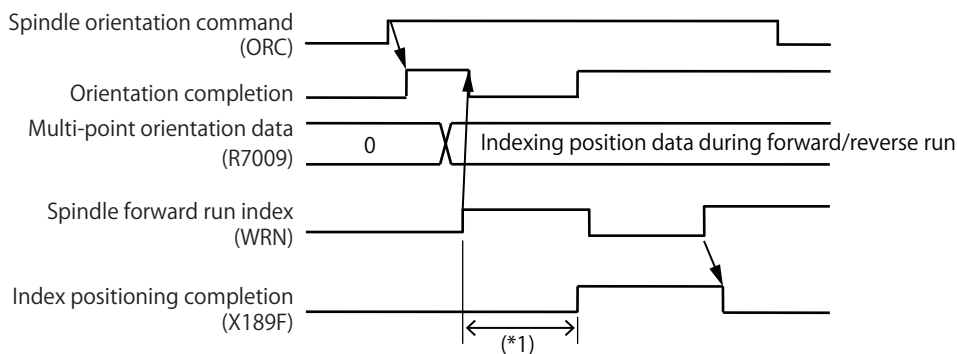 Spindle orientation command
(ORC)
Orientation completion
Multi-point orientation data
(R7009)
0
Indexing position data during forward/reverse run
Spindle forward run index
(WRN)
Index positioning completion
(X189F)
(*1)